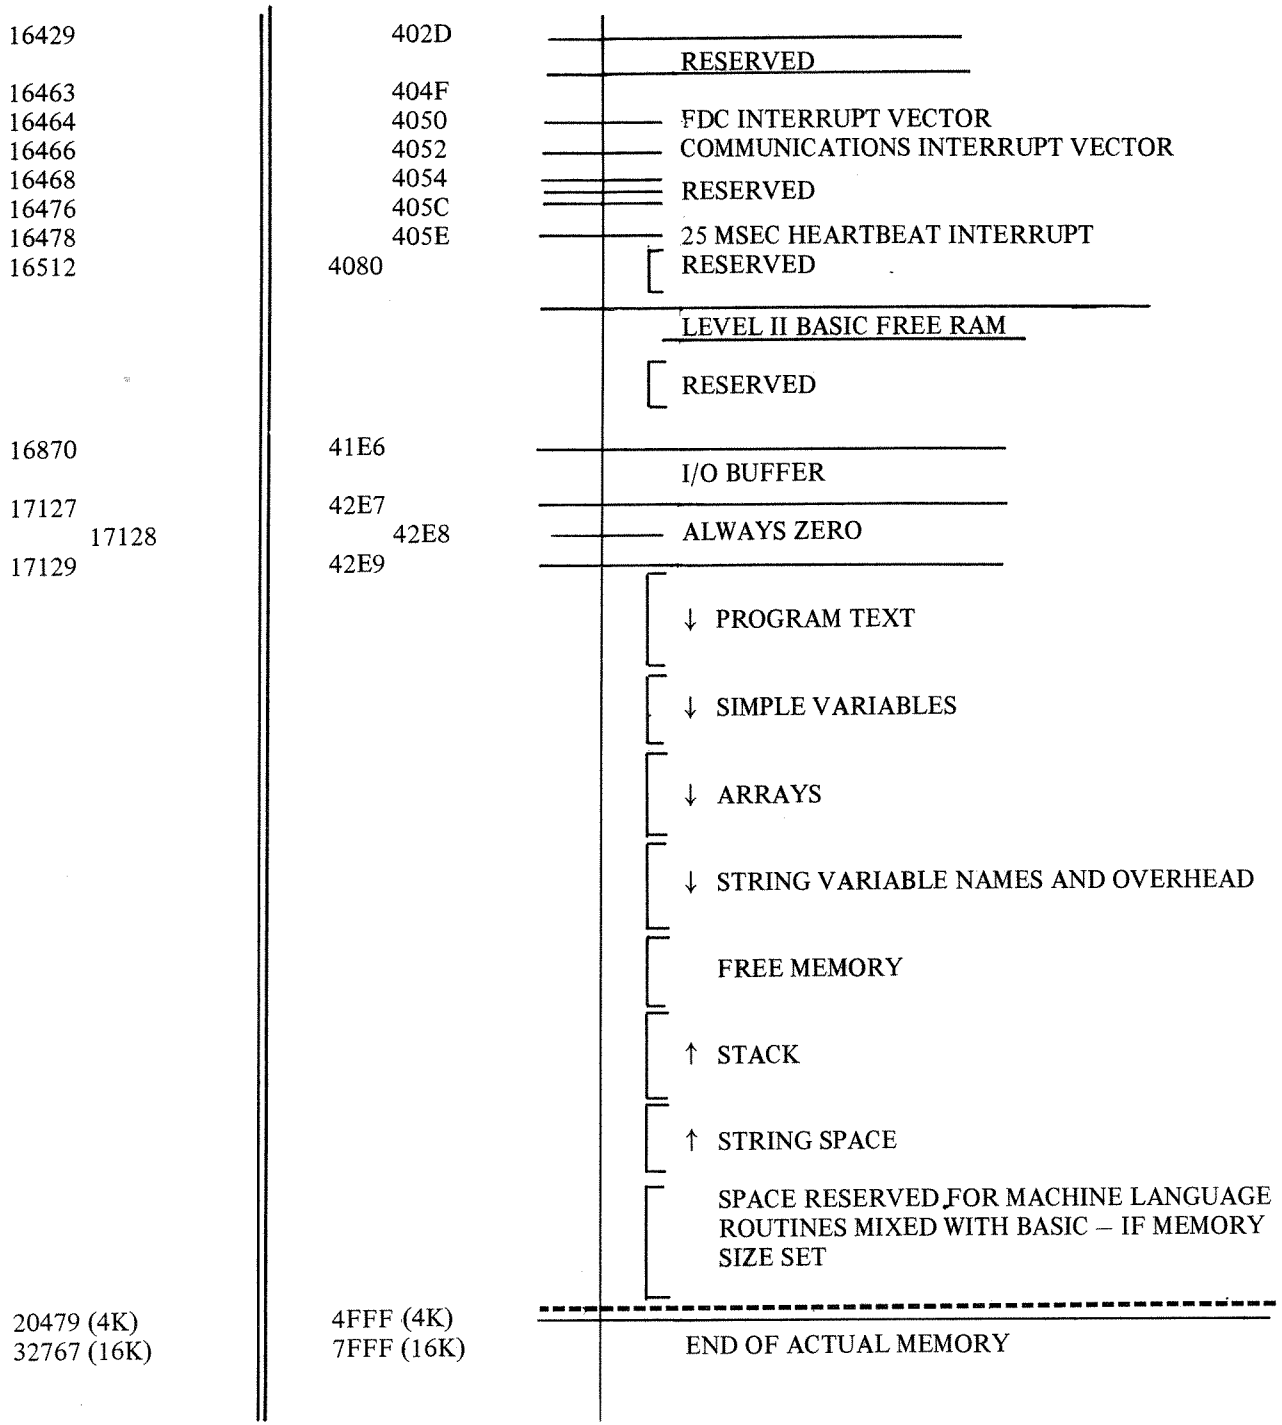 16429 402D
RESERVED
16463 404F
16464 4050 FDC INTERRUPT VECTOR
16466 4052 COMMUNICATIONS INTERRUPT VECTOR
16468 4054
RESERVED
16476 405C
16478 405E 25 MSEC HEARTBEAT INTERRUPT
16512 4080 RESERVED
LEVEL II BASIC FREE RAM
RESERVED
16870 41E6
I/O BUFFER
17127 42E7
17128 42E8 ALWAYS ZERO
17129 42E9
↓ PROGRAM TEXT
↓ SIMPLE VARIABLES
↓ ARRAYS
↓ STRING VARIABLE NAMES AND OVERHEAD
FREE MEMORY
↑ STACK
↑ STRING SPACE
SPACE RESERVED FOR MACHINE LANGUAGE
ROUTINES MIXED WITH BASIC – IF MEMORY
SIZE SET
20479 (4K) 4FFF (4K)
32767 (16K) 7FFF (16K) END OF ACTUAL MEMORY